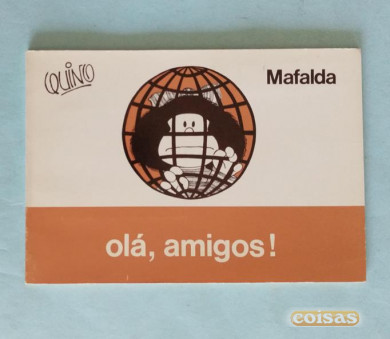 QUINO
Mafalda
olá, amigos!
coisas